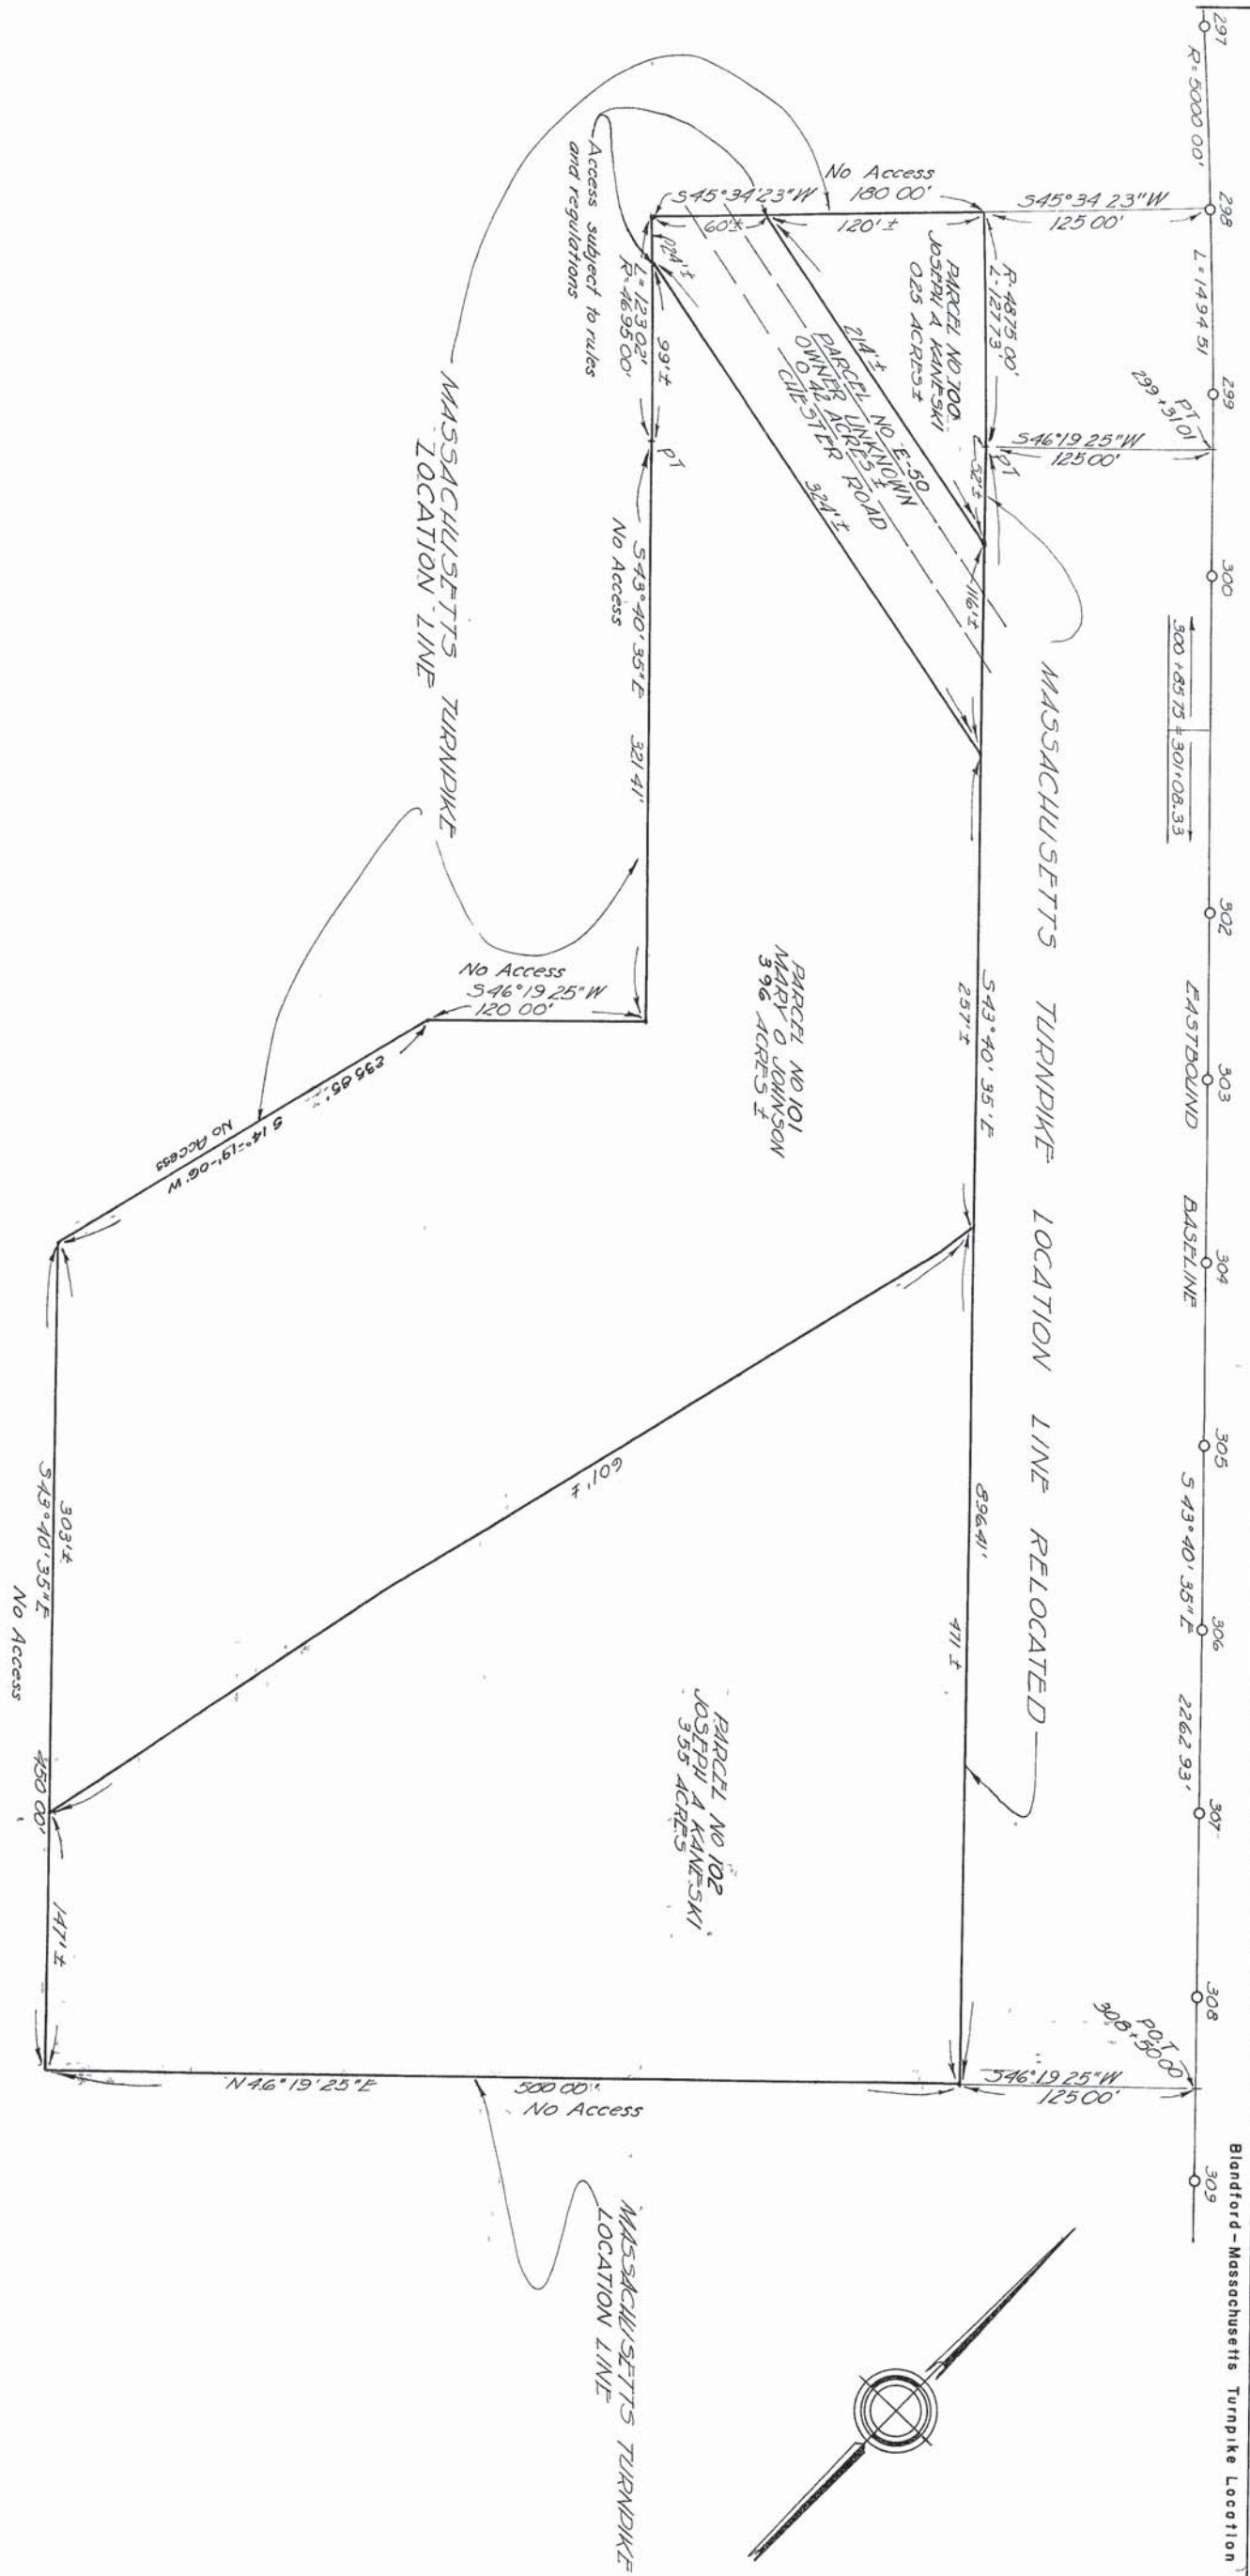 Blandford - Massachusetts Turnpike Location
297
R= 5000 00'
298
L= 1494 51
299
PT
299 +31 01
300
300 +85 75 = 301+08.33
302
EASTBOUND BASELINE
303
304
305
S 43° 40' 35" E
306
2262 93'
307
308
P.O.T
308 +50 00
309
S45° 34 23" W
125 00'
S46° 19 25" W
125 00'
S46° 19 25" W
125 00'
MASSACHUSETTS TURNPIKE LOCATION LINE RELOCATED
No Access
S45° 34' 23" W
180 00'
60' ±
120' ±
R= 4875 00'
L= 127 73'
PT
52' ±
116' ±
S43° 40' 35 ' E
257' ±
896.41'
471 ±
PARCEL NO 100
JOSEPH A KANESKI
0 25 ACRES ±
214' ±
PARCEL NO E-50
OWNER UNKNOWN
0 42 ACRES ±
CHESTER ROAD
324' ±
24' ±
99' ±
L= 123 02'
R= 4695 00'
PT
Access subject to rules
and regulations
S43° 40' 35" E 321 41'
No Access
PARCEL NO 101
MARY O JOHNSON
3 96 ACRES ±
No Access
S46° 19 25" W
120 00'
MASSACHUSETTS TURNPIKE
LOCATION LINE
235 85'
S 14°-19'-06" W
No Access
601' ±
PARCEL NO 102
JOSEPH A KANESKI
3 55 ACRES
303' ±
S43° 40' 35" E
450 00'
No Access
147' ±
N 46° 19' 25" E
500 00'
No Access
MASSACHUSETTS TURNPIKE
LOCATION LINE